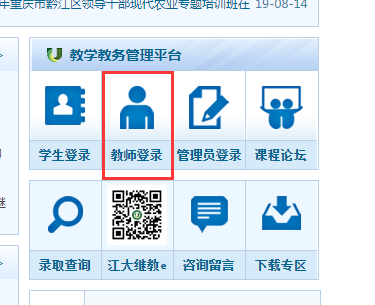 年重庆市黔江区领导干部现代农业专题培训班在 19-08-14
教学教务管理平台
学生登录 教师登录 管理员登录 课程论坛
录取查询 江大继教e 咨询留言 下载专区